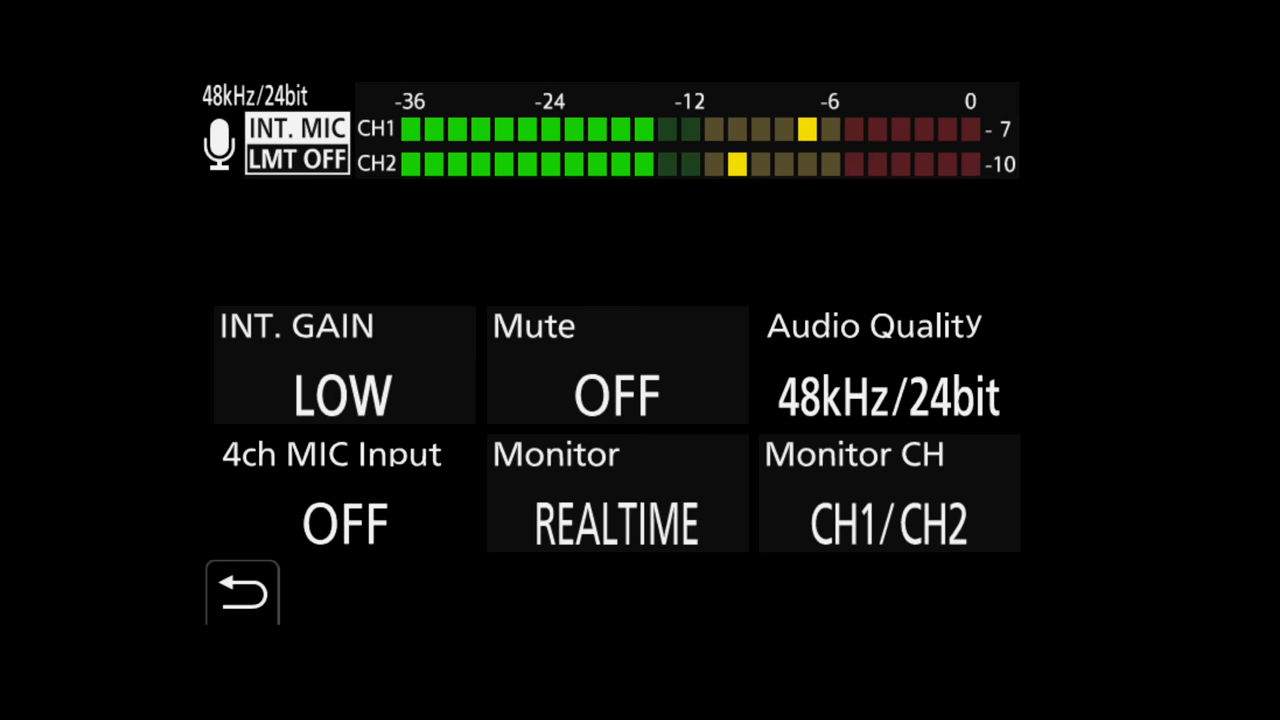 48kHz/24bit
-36 -24 -12 -6 0
INT. MIC
CH1 - 7
LMT OFF
CH2 -10
INT. GAIN Mute Audio Quality
LOW OFF 48kHz/24bit
4ch MIC Input Monitor Monitor CH
OFF REALTIME CH1/CH2